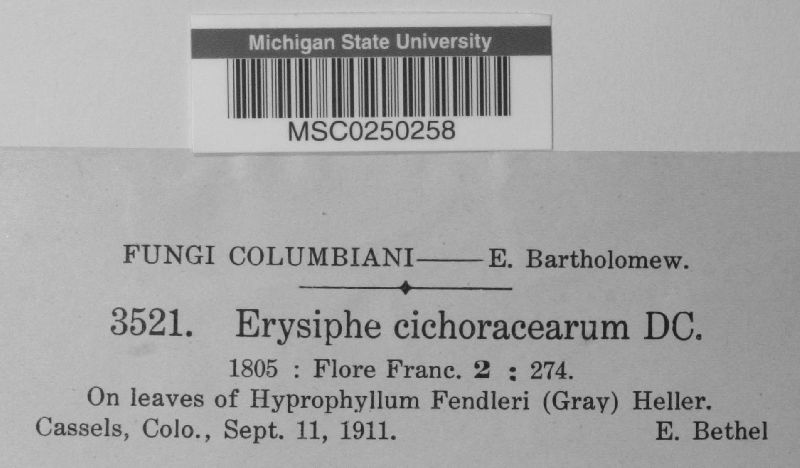 Michigan State University
MSC0250258
FUNGI COLUMBIANI—E. Bartholomew.
3521. Erysiphe cichoracearum DC.
1805 : Flore Franc. 2 : 274.
On leaves of Hyprophyllum Fendleri (Gray) Heller.
Cassels, Colo., Sept. 11, 1911. E. Bethel